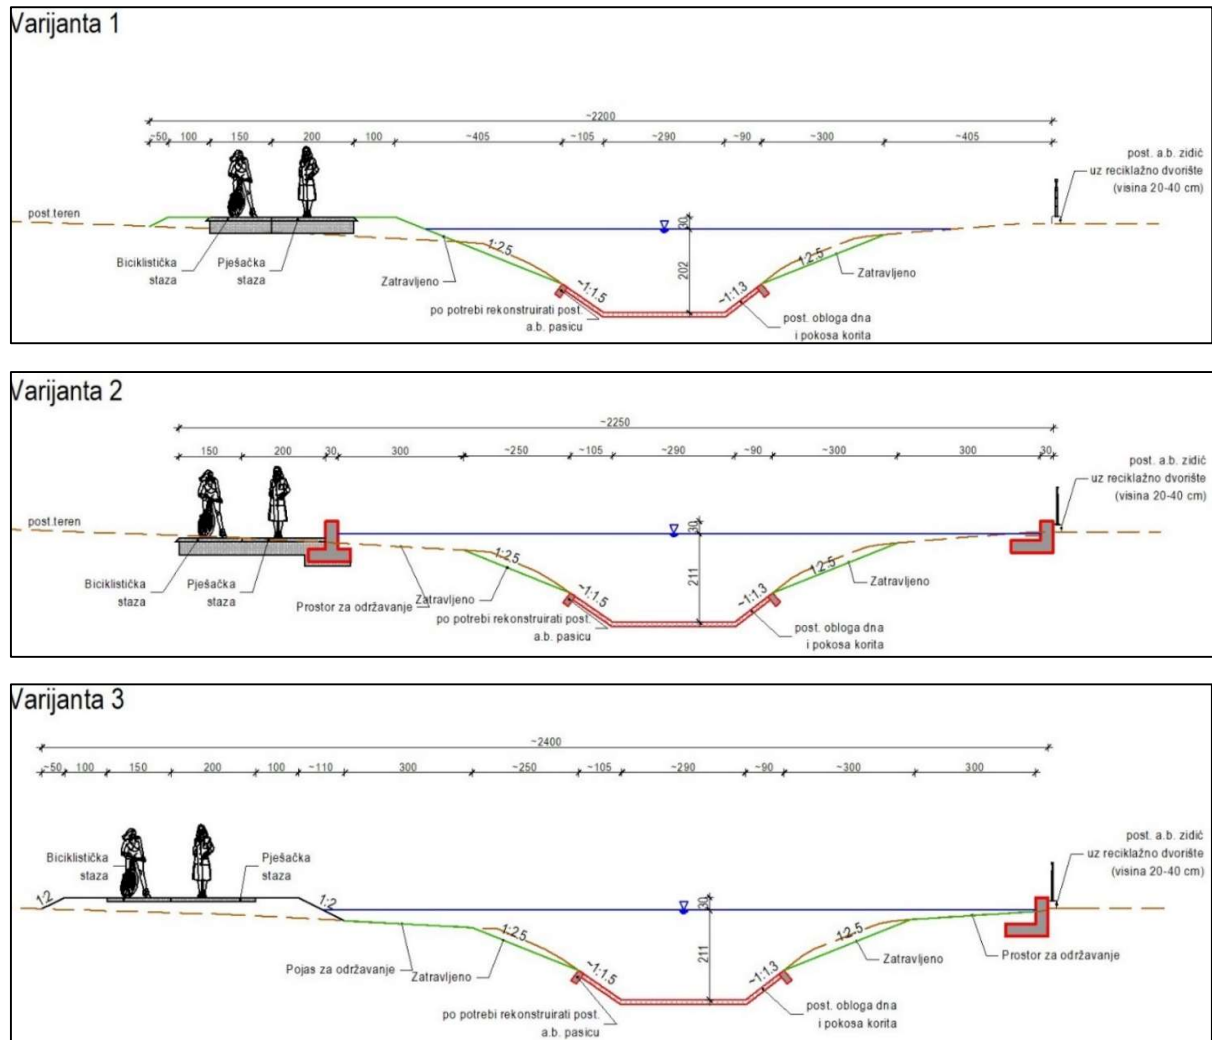 Varijanta 1
~2200
~50 100 150 200 100 ~405 ~105 ~290 ~90 ~300 ~405
post. a.b. zidić
uz reciklažno dvorište
(visina 20-40 cm)
post.teren
30
Biciklistička
staza
Pješačka
staza
Zatravljeno
1:2.5
~1:1.5
202
~1:1.3
1:2.5
Zatravljeno
po potrebi rekonstruirati post.
a.b. pasicu
post. obloga dna
i pokosa korita
Varijanta 2
~2250
150 200 30 300 ~250 ~105 ~290 ~90 ~300 300 30
post. a.b. zidić
uz reciklažno dvorište
(visina 20-40 cm)
post.teren
30
Biciklistička
staza
Pješačka
staza
Prostor za održavanje
Zatravljeno
1:2.5
~1:1.5
211
~1:1.3
1:2.5
Zatravljeno
po potrebi rekonstruirati post.
a.b. pasicu
post. obloga dna
i pokosa korita
Varijanta 3
~2400
~50 100 150 200 100 ~110 300 ~250 ~105 ~290 ~90 ~300 300
post. a.b. zidić
uz reciklažno dvorište
(visina 20-40 cm)
Biciklistička
staza
Pješačka
staza
1:2
1:2
30
Pojas za održavanje
Zatravljeno
1:2.5
~1:1.5
211
~1:1.3
1:2.5
Zatravljeno
Prostor za održavanje
po potrebi rekonstruirati post.
a.b. pasicu
post. obloga dna
i pokosa korita